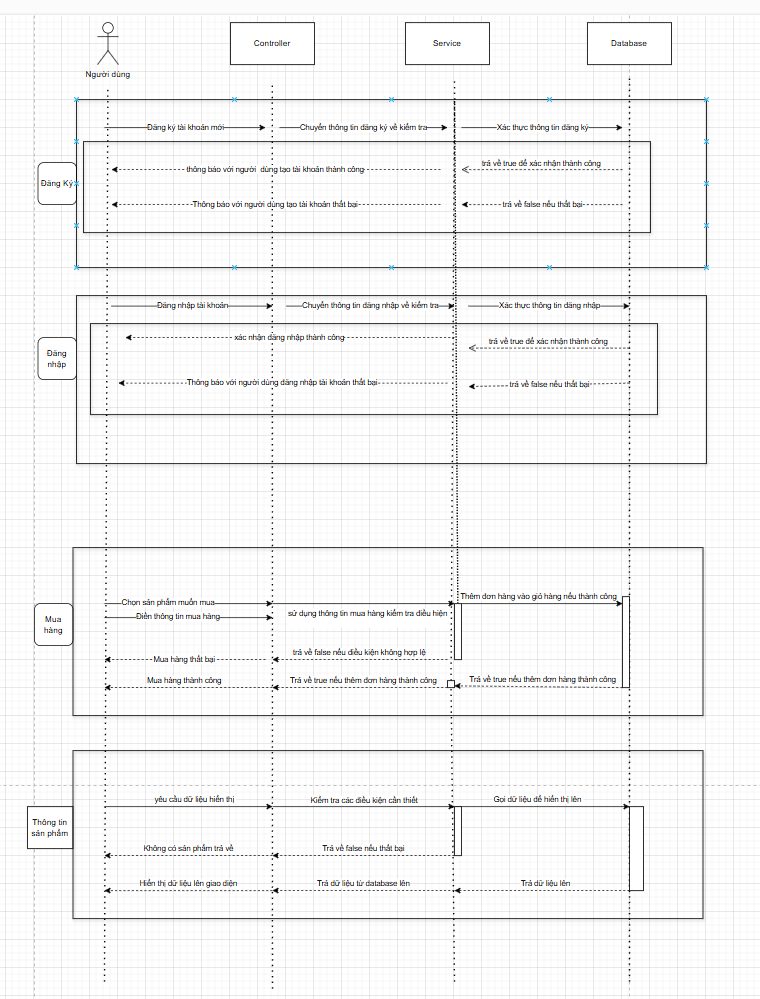 Người dùng
Controller
Service
Database
Đăng ký tài khoản mới
Chuyển thông tin đăng ký về kiểm tra
Xác thực thông tin đăng ký
Đăng Ký
trả về true để xác nhận thành công
thông báo với người dùng tạo tài khoản thành công
Thông báo với người dùng tạo tài khoản thất bại
trả về false nếu thất bại
Đăng nhập tài khoản
Chuyển thông tin đăng nhập về kiểm tra
Xác thực thông tin đăng nhập
Đăng
nhập
xác nhận đăng nhập thành công
trả về true để xác nhận thành công
Thông báo với người dùng đăng nhập tài khoản thất bại
trả về false nếu thất bại
Mua
hàng
Chọn sản phẩm muốn mua
Thêm đơn hàng vào giỏ hàng nếu thành công
Điền thông tin mua hàng
sử dụng thông tin mua hàng kiểm tra điều hiện
Mua hàng thất bại
trả về false nếu điều kiện không hợp lệ
Mua hàng thành công
Trả về true nếu thêm đơn hàng thành công
Trả về true nếu thêm đơn hàng thành công
Thông tin
sản phẩm
yêu cầu dữ liệu hiển thị
Kiểm tra các điều kiện cần thiết
Gọi dữ liệu để hiển thị lên
Không có sản phẩm trả về
Trả về false nếu thất bại
Hiển thị dữ liệu lên giao diện
Trả dữ liệu từ database lên
Trả dữ liệu lên